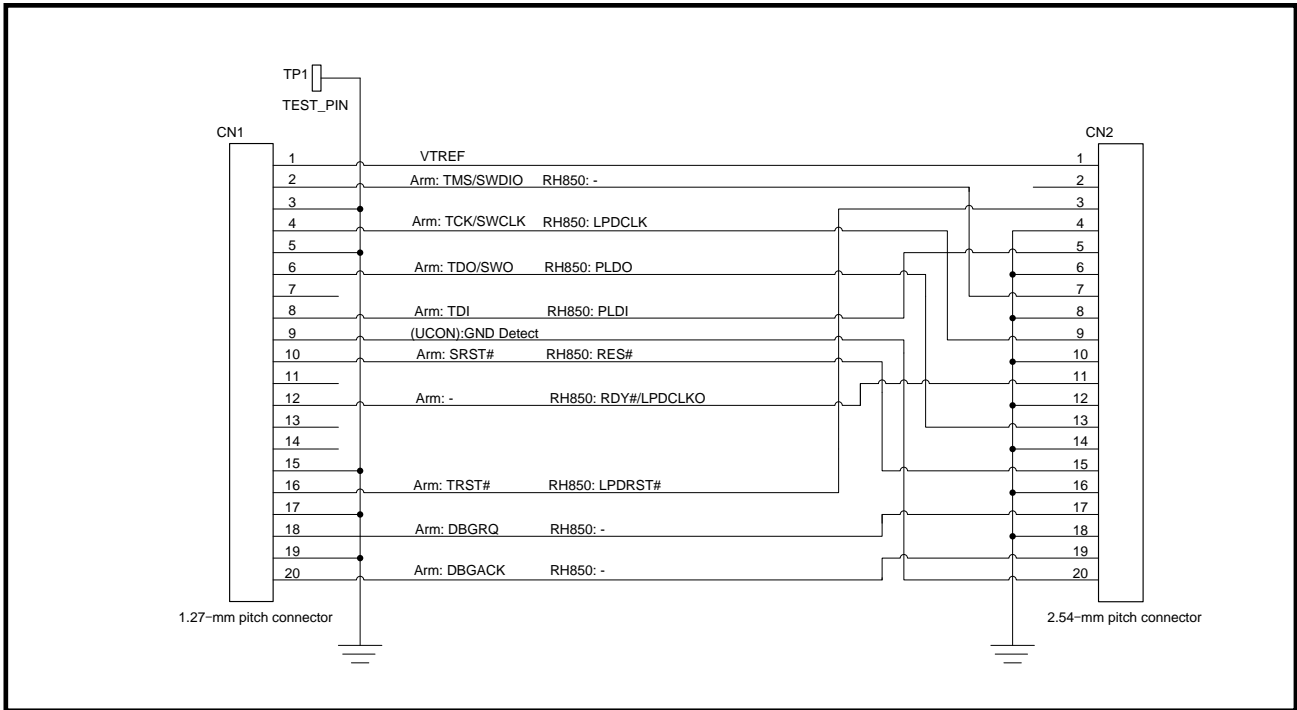 TP1
TEST_PIN
CN1 CN2
1 VTREF 1
2 Arm: TMS/SWDIO RH850: - 2
3 3
4 Arm: TCK/SWCLK RH850: LPDCLK 4
5 5
6 Arm: TDO/SWO RH850: PLDO 6
7 7
8 Arm: TDI RH850: PLDI 8
9 (UCON):GND Detect 9
10 Arm: SRST# RH850: RES# 10
11 11
12 Arm: - RH850: RDY#/LPDCLKO 12
13 13
14 14
15 15
16 Arm: TRST# RH850: LPDRST# 16
17 17
18 Arm: DBGRQ RH850: - 18
19 19
20 Arm: DBGACK RH850: - 20
1.27-mm pitch connector 2.54-mm pitch connector